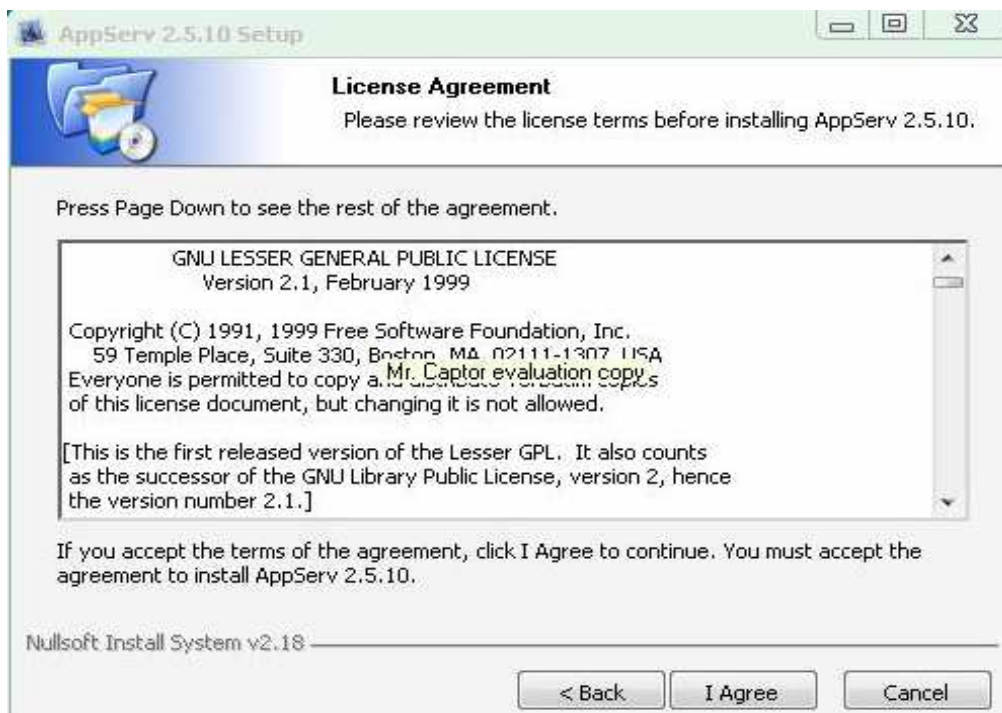 AppServ 2.5.10 Setup
License Agreement
Please review the license terms before installing AppServ 2.5.10.
Press Page Down to see the rest of the agreement.
GNU LESSER GENERAL PUBLIC LICENSE
Version 2.1, February 1999
Copyright (C) 1991, 1999 Free Software Foundation, Inc.
59 Temple Place, Suite 330, Boston, MA 02111-1307 USA
Mr. Captor evaluation copy
Everyone is permitted to copy and distribute verbatim copies
of this license document, but changing it is not allowed.
[This is the first released version of the Lesser GPL. It also counts
as the successor of the GNU Library Public License, version 2, hence
the version number 2.1.]
If you accept the terms of the agreement, click I Agree to continue. You must accept the
agreement to install AppServ 2.5.10.
Nullsoft Install System v2.18
< Back
I Agree
Cancel